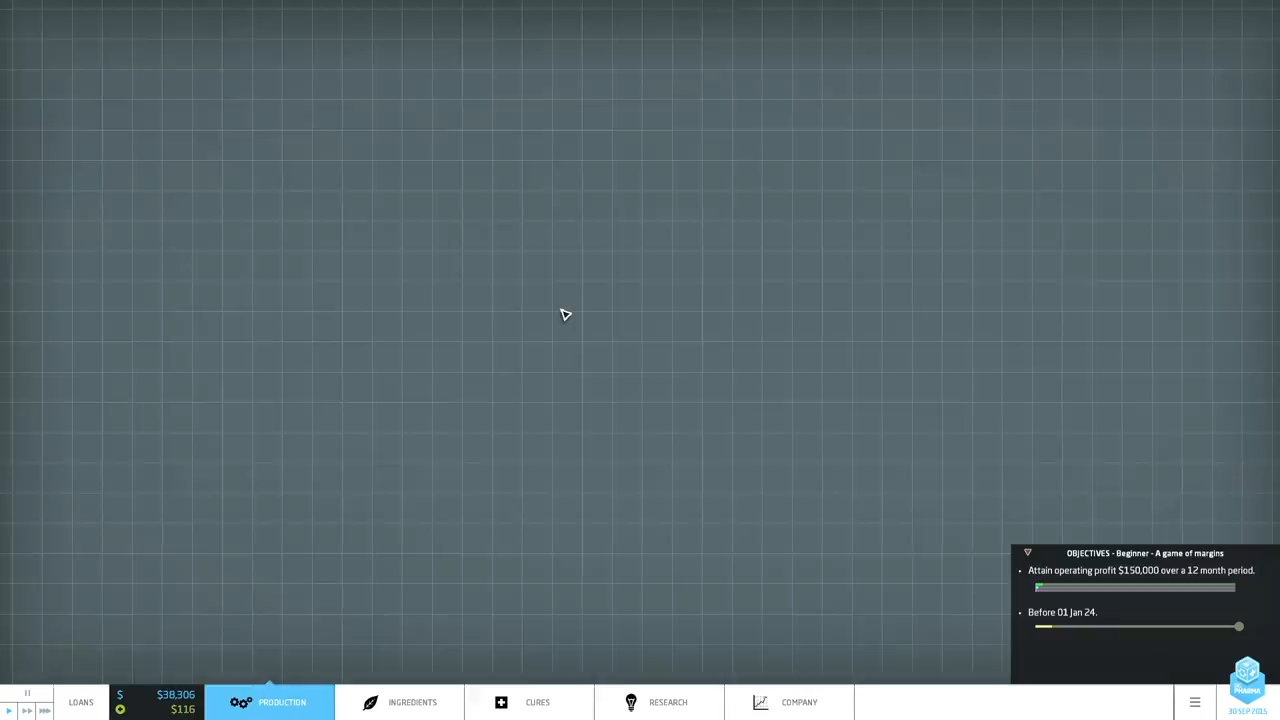 OBJECTIVES - Beginner - A game of margins
• Attain operating profit $150,000 over a 12 month period.
• Before 01 Jan 24.
LOANS
$ $38,306
$116
PRODUCTION
INGREDIENTS
CURES
RESEARCH
COMPANY
PHARMA
30 SEP 2015